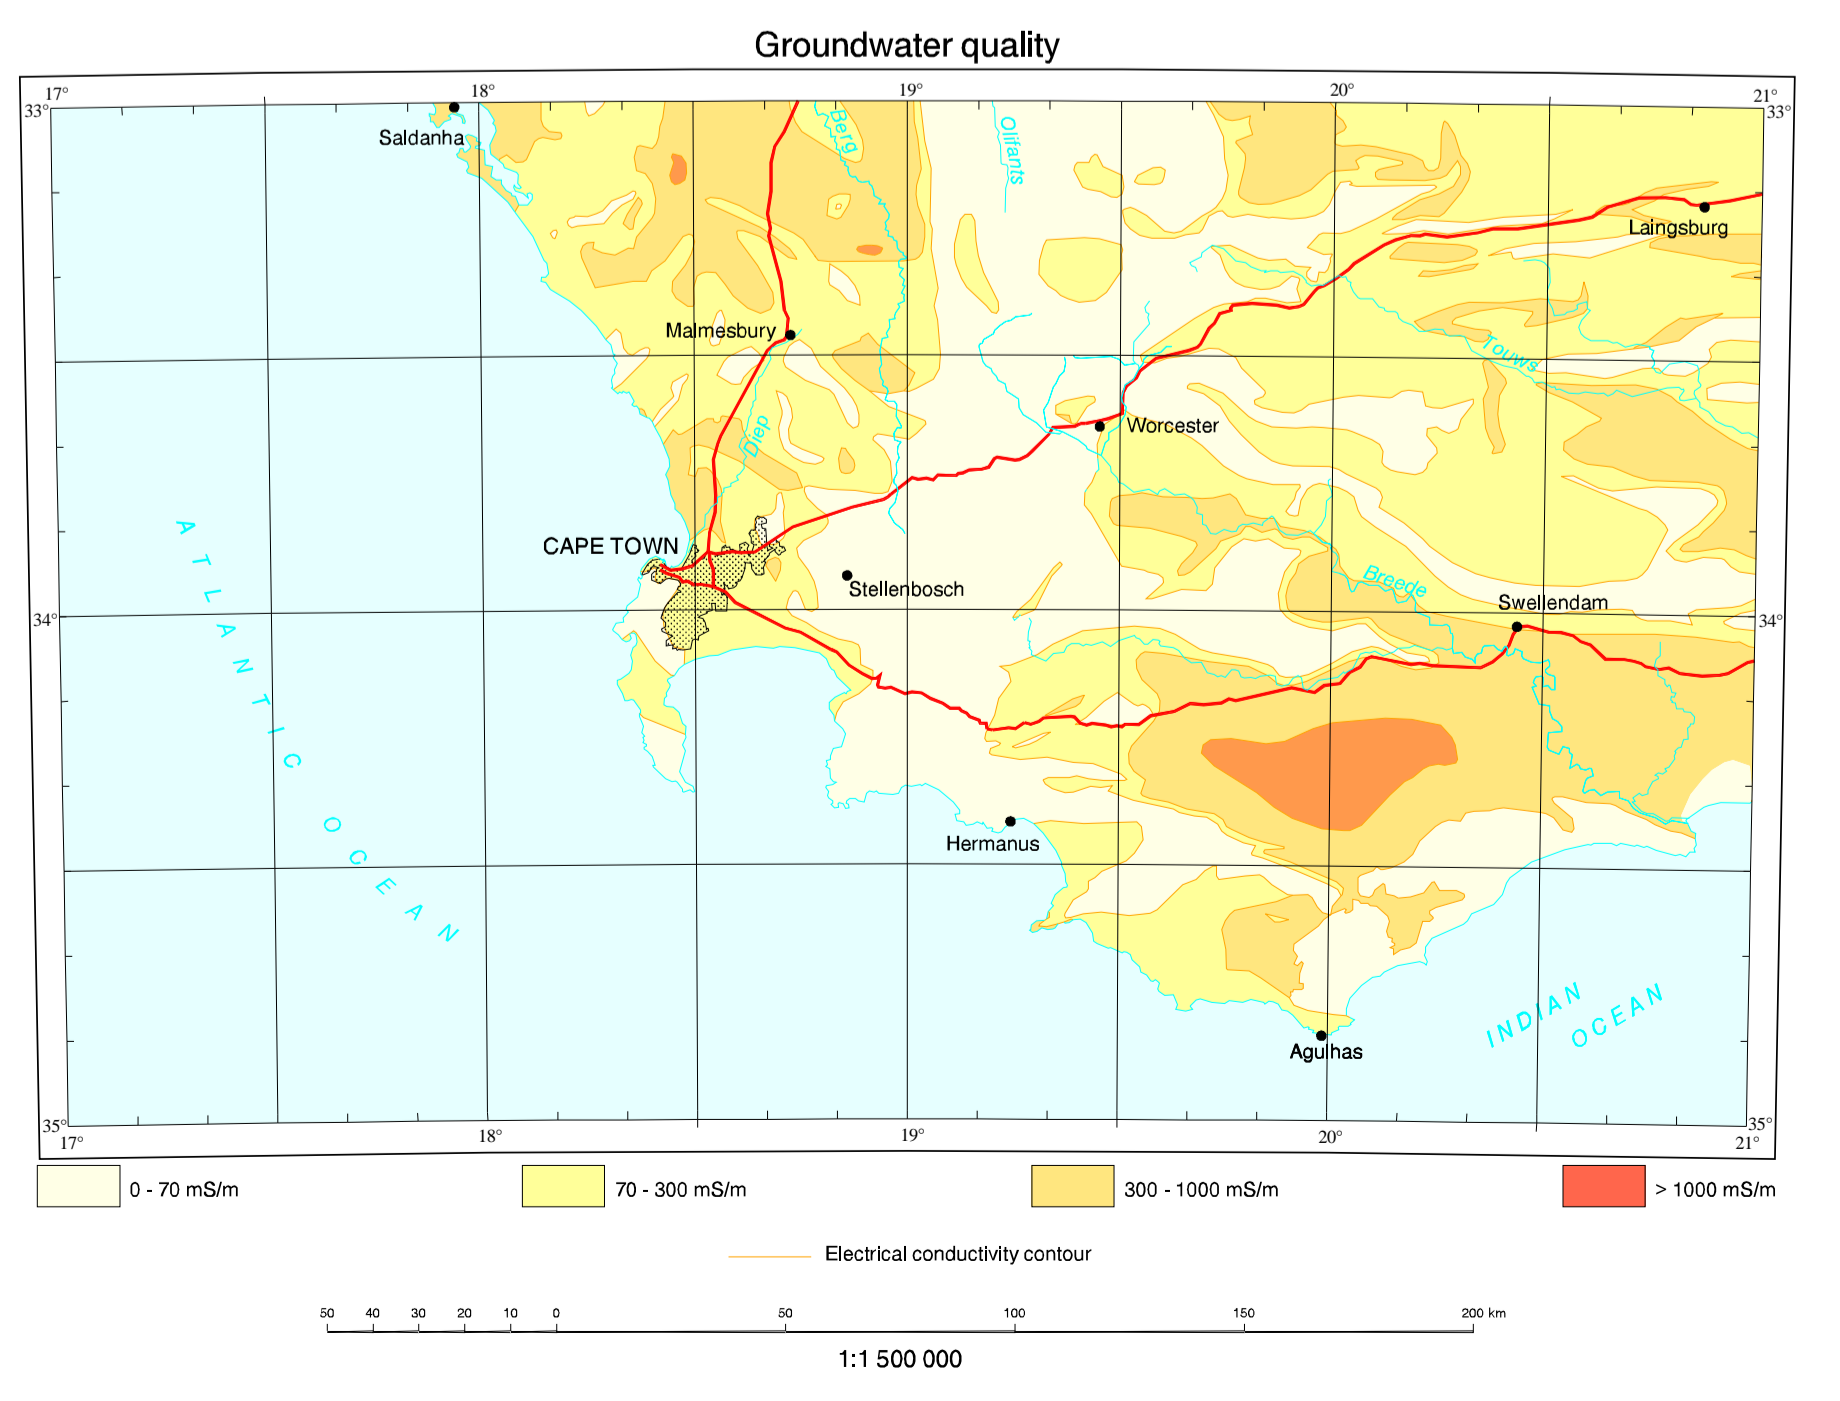 Groundwater quality
17°
18°
19°
20°
21°
33°
33°
Saldanha
Berg
Olifants
Laingsburg
Malmesbury
Touws
Worcester
Diep
CAPE TOWN
Stellenbosch
Breede
Swellendam
34°
34°
ATLANTIC OCEAN
Hermanus
INDIAN
OCEAN
Agulhas
35°
35°
17°
18°
19°
20°
21°
0 - 70 mS/m
70 - 300 mS/m
300 - 1000 mS/m
> 1000 mS/m
Electrical conductivity contour
50 40 30 20 10 0 50 100 150 200 km
1:1 500 000